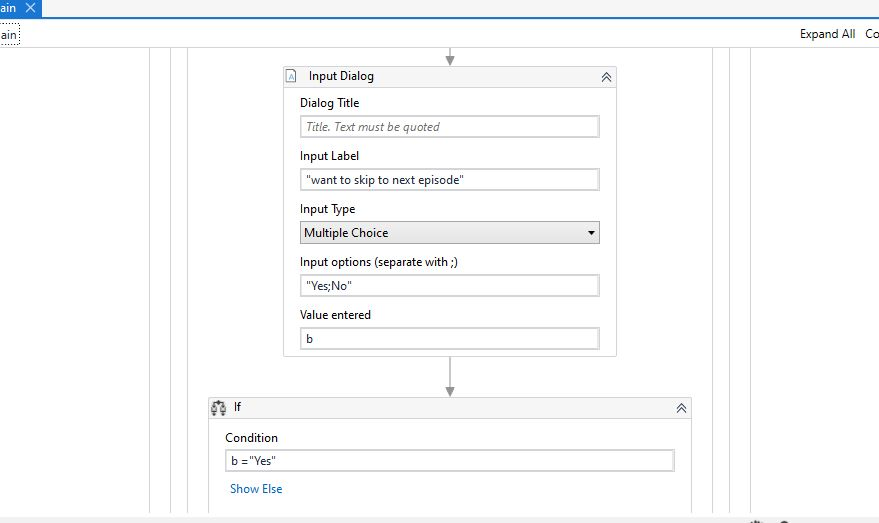 ain
ain
Expand All Co
Input Dialog
Dialog Title
Title. Text must be quoted
Input Label
"want to skip to next episode"
Input Type
Multiple Choice
Input options (separate with ;)
"Yes;No"
Value entered
b
If
Condition
b ="Yes"
Show Else